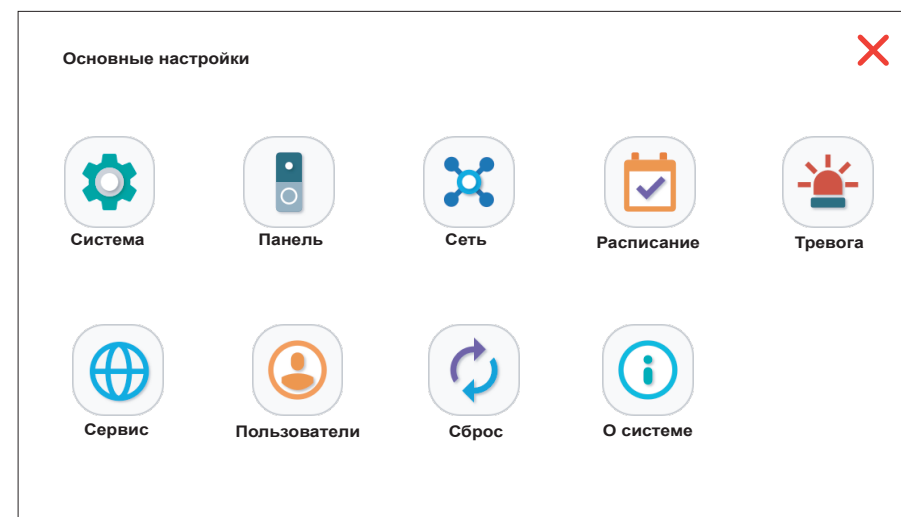 Основные настройки
Система Панель Сеть Расписание Тревога
Сервис Пользователи Сброс О системе